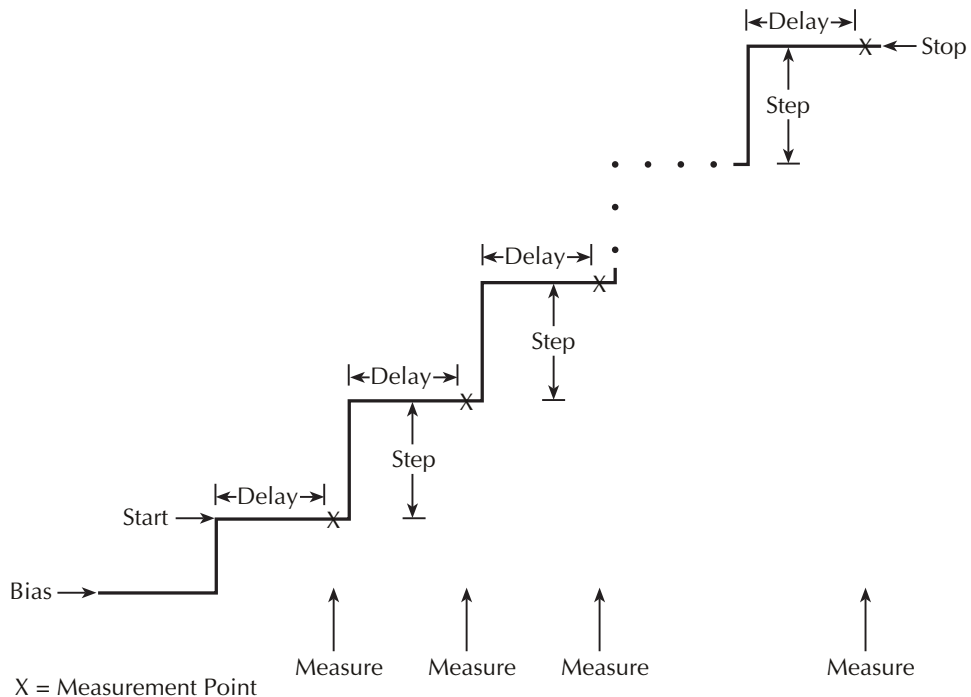 Delay
Stop
Step
Delay
Step
Delay
Step
Delay
Start
Bias
Measure Measure Measure Measure
X = Measurement Point
X
X
X
X